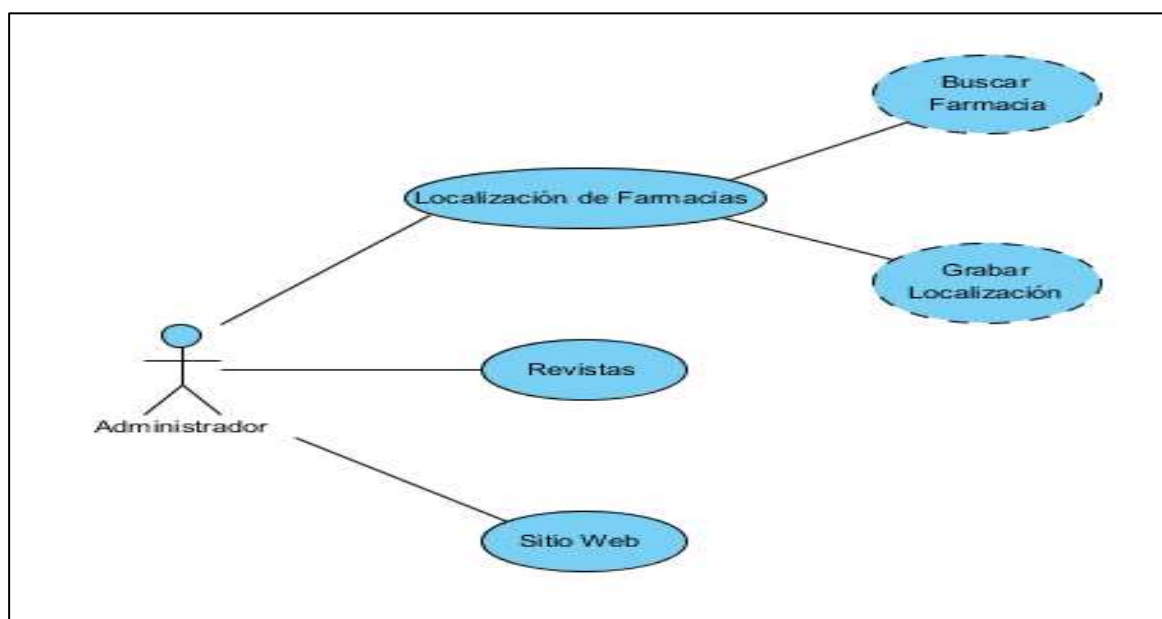 Buscar
Farmacia
Localización de Farmacias
Grabar
Localización
Revistas
Administrador
Sitio Web